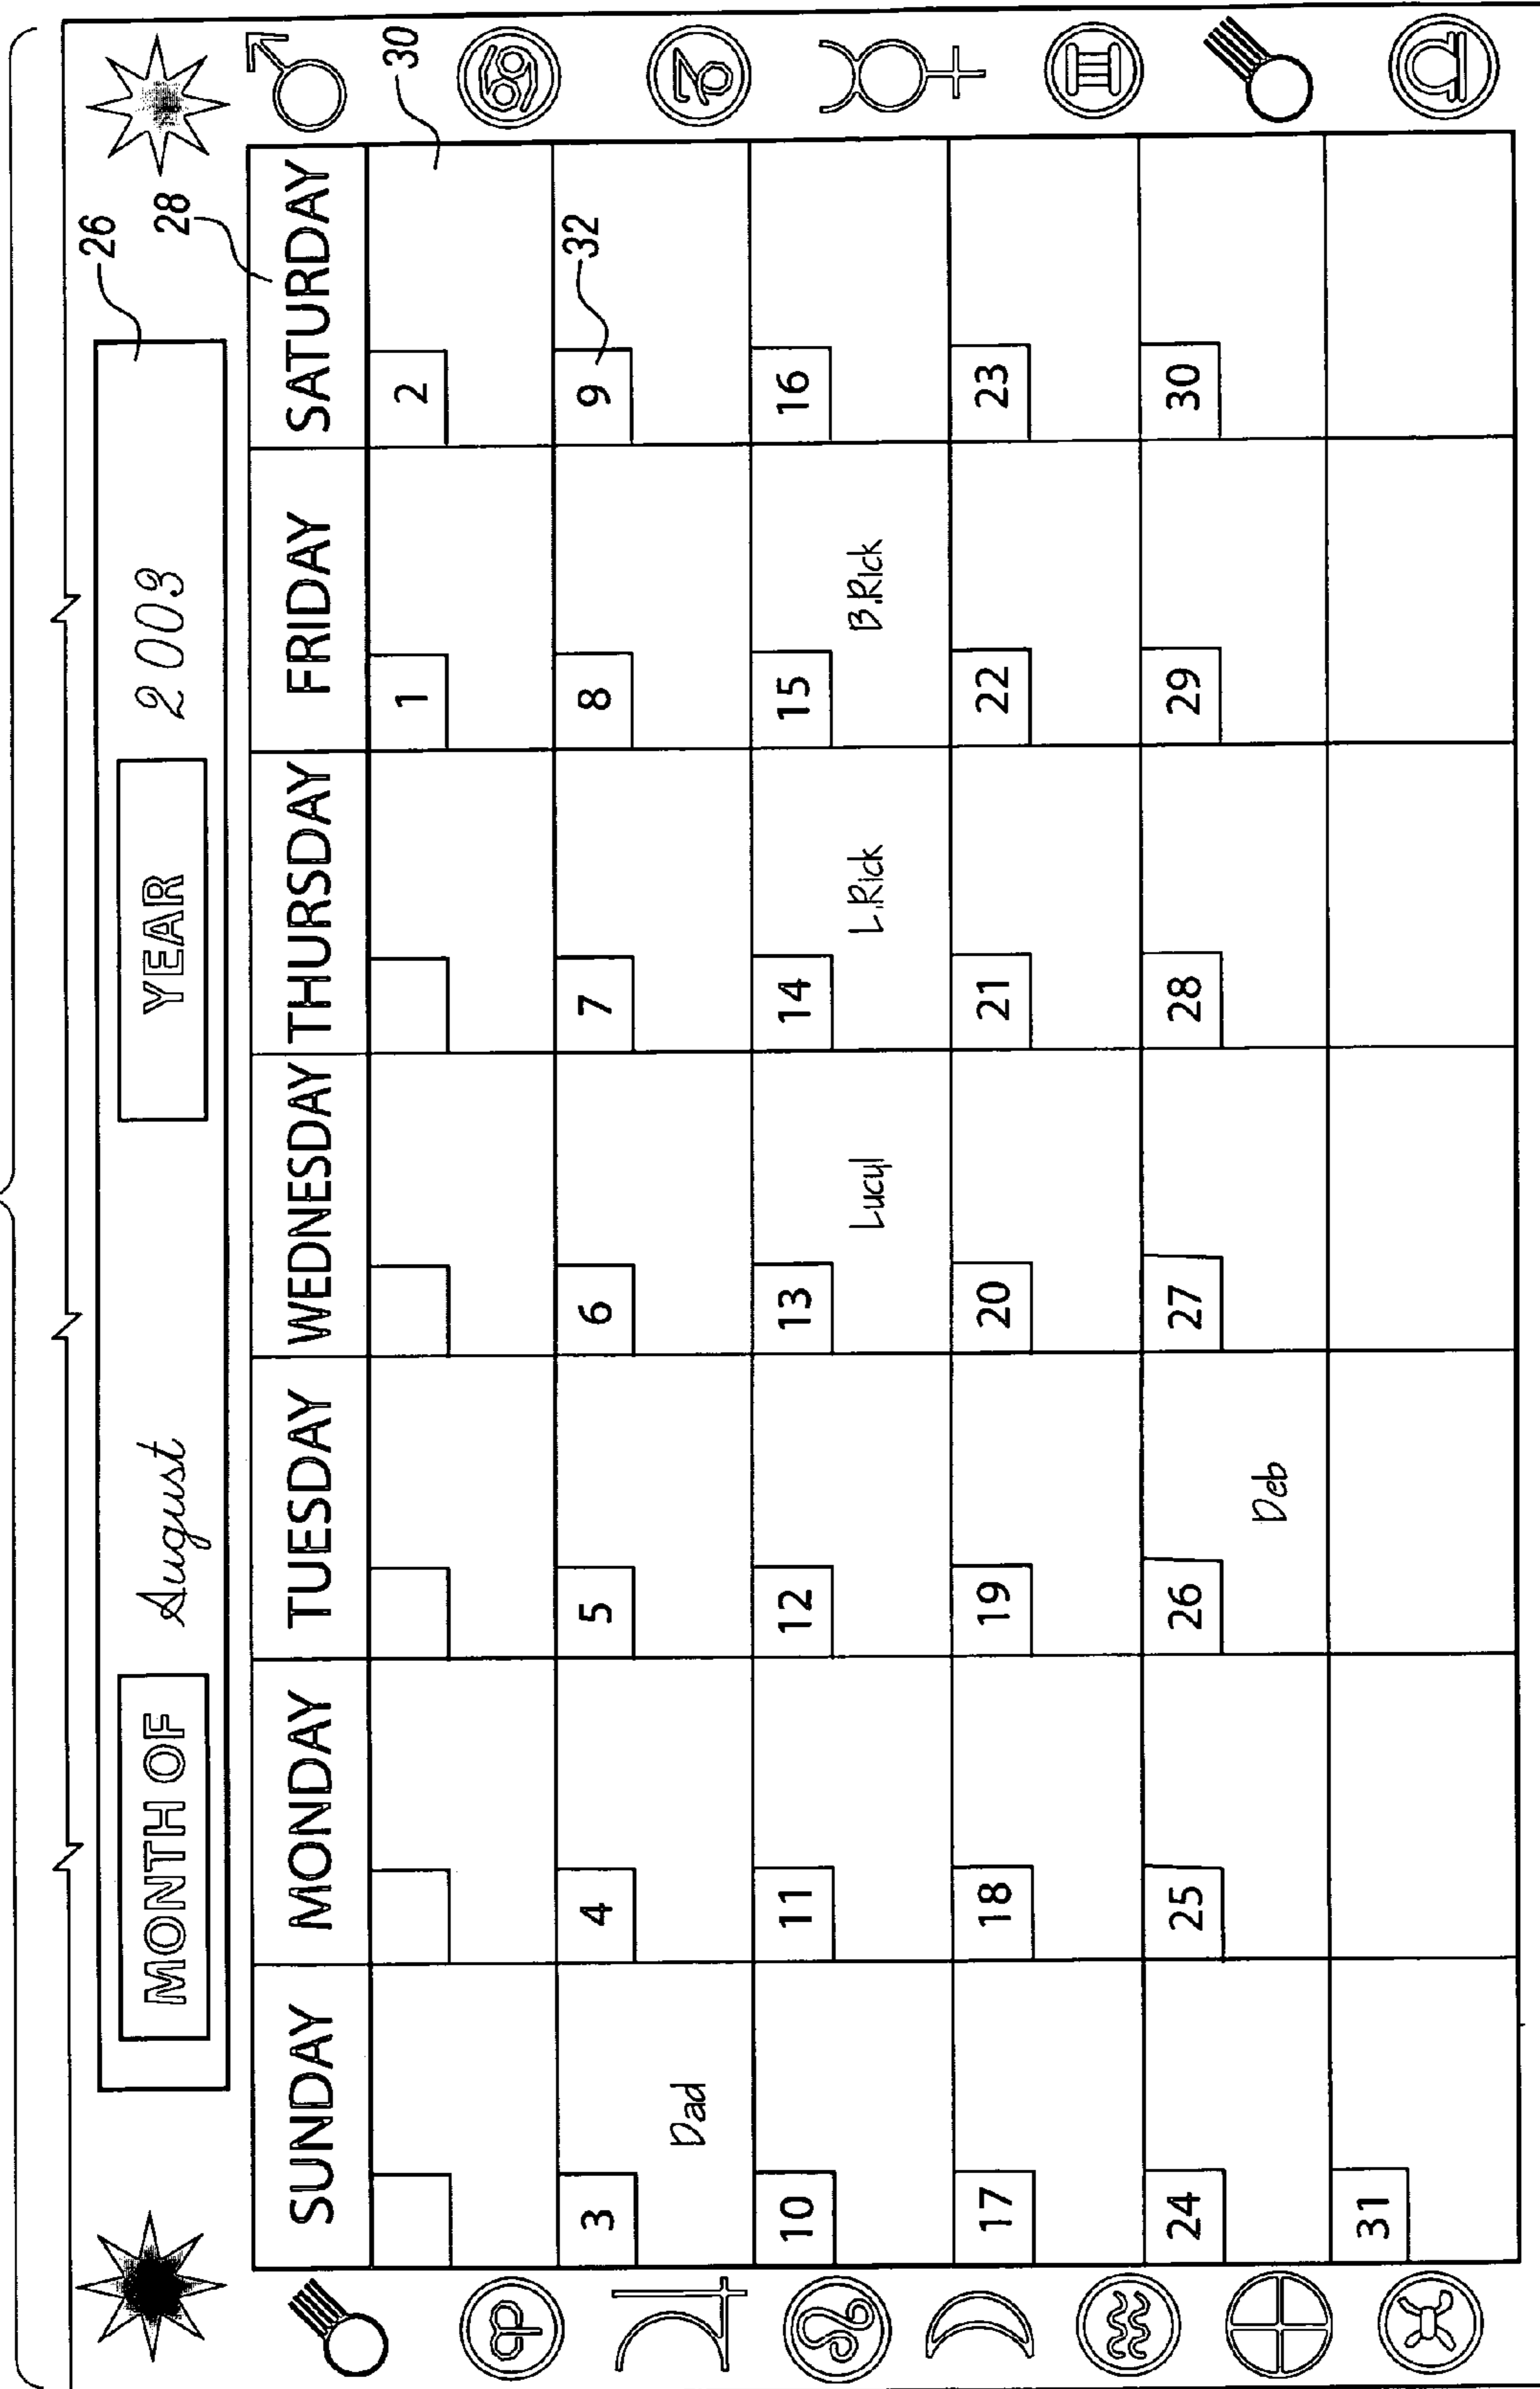 26
MONTH OF August YEAR 2003
28
SUNDAY MONDAY TUESDAY WEDNESDAY THURSDAY FRIDAY SATURDAY
1 2
30
3 4 5 6 7 8 9
32
Dad
10 11 12 13 14 15 16
Lucyl L.Rick B.Rick
17 18 19 20 21 22 23
24 25 26 27 28 29 30
Deb
31